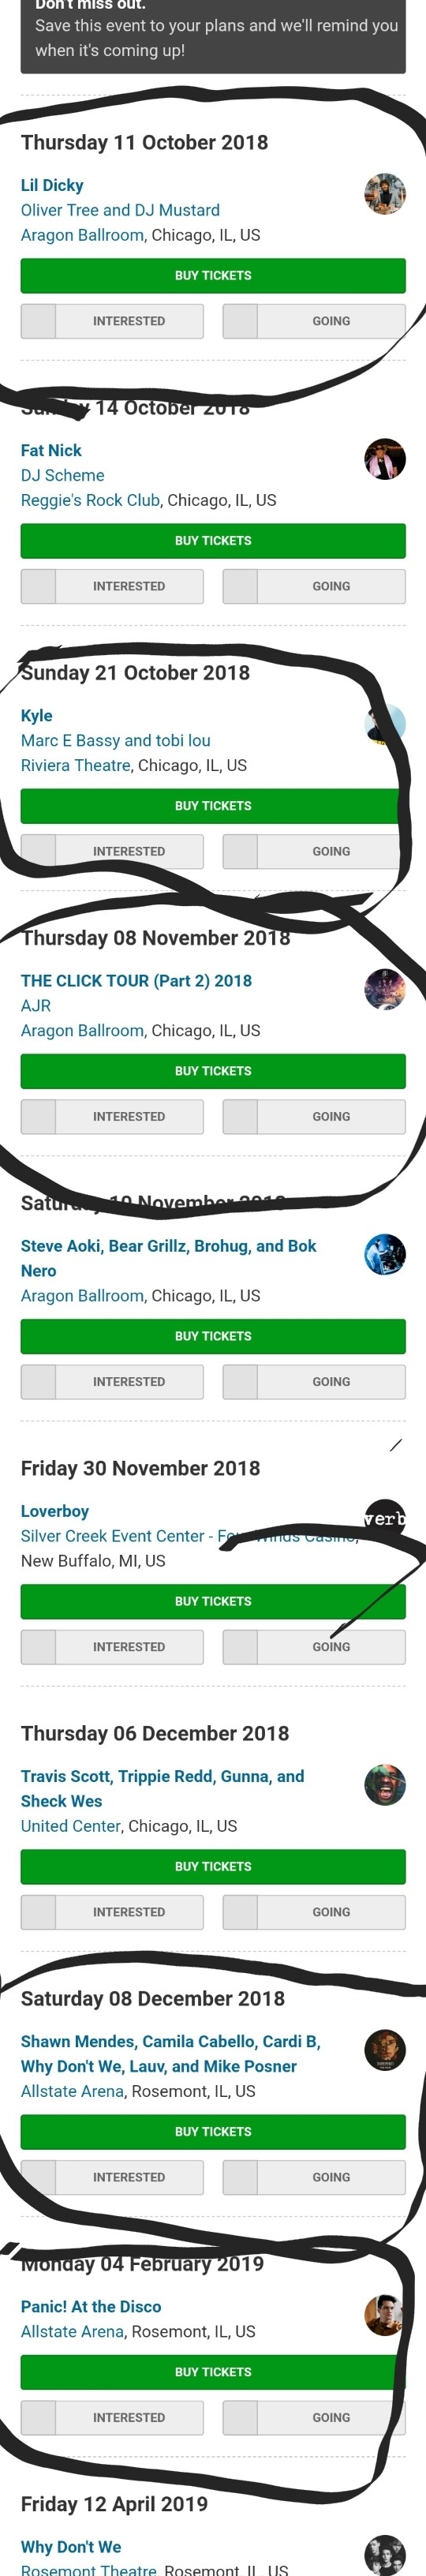 Don't miss out.
Save this event to your plans and we'll remind you
when it's coming up!
Thursday 11 October 2018
Lil Dicky
Oliver Tree and DJ Mustard
Aragon Ballroom, Chicago, IL, US
BUY TICKETS
INTERESTED GOING
Sunday 14 October 2018
Fat Nick
DJ Scheme
Reggie's Rock Club, Chicago, IL, US
BUY TICKETS
INTERESTED GOING
Sunday 21 October 2018
Kyle
Marc E Bassy and tobi lou
Riviera Theatre, Chicago, IL, US
BUY TICKETS
INTERESTED GOING
Thursday 08 November 2018
THE CLICK TOUR (Part 2) 2018
AJR
Aragon Ballroom, Chicago, IL, US
BUY TICKETS
INTERESTED GOING
Saturday 10 November 2018
Steve Aoki, Bear Grillz, Brohug, and Bok
Nero
Aragon Ballroom, Chicago, IL, US
BUY TICKETS
INTERESTED GOING
Friday 30 November 2018
Loverboy
verb
Silver Creek Event Center - Four Winds Casino,
New Buffalo, MI, US
BUY TICKETS
INTERESTED GOING
Thursday 06 December 2018
Travis Scott, Trippie Redd, Gunna, and
Sheck Wes
United Center, Chicago, IL, US
BUY TICKETS
INTERESTED GOING
Saturday 08 December 2018
Shawn Mendes, Camila Cabello, Cardi B,
Why Don't We, Lauv, and Mike Posner
Allstate Arena, Rosemont, IL, US
BUY TICKETS
INTERESTED GOING
Monday 04 February 2019
Panic! At the Disco
Allstate Arena, Rosemont, IL, US
BUY TICKETS
INTERESTED GOING
Friday 12 April 2019
Why Don't We
Rosemont Theatre, Rosemont, IL, US